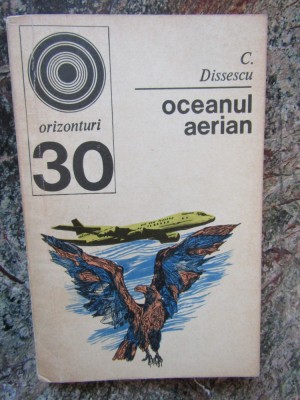 C.
Dissescu
oceanul
aerian
orizonturi
30